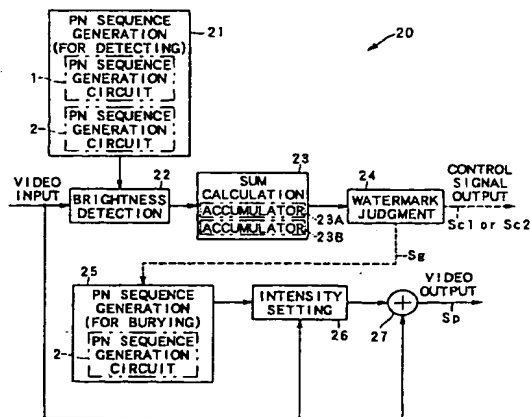 PN SEQUENCE
GENERATION
(FOR DETECTING)
21
20
1
PN SEQUENCE
GENERATION
CIRCUIT
2
PN SEQUENCE
GENERATION
CIRCUIT
VIDEO
INPUT
22
BRIGHTNESS
DETECTION
23
SUM
CALCULATION
ACCUMULATOR
23A
ACCUMULATOR
23B
24
WATERMARK
JUDGMENT
CONTROL
SIGNAL
OUTPUT
Sc1 or Sc2
Sg
25
PN SEQUENCE
GENERATION
(FOR BURYING)
2
PN SEQUENCE
GENERATION
CIRCUIT
INTENSITY
SETTING
26
+
27
VIDEO
OUTPUT
Sp